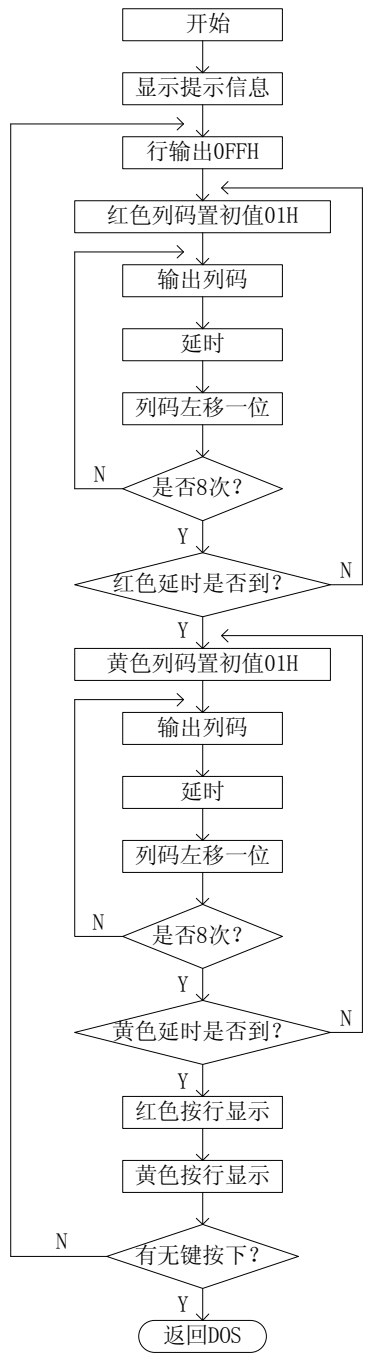 开始
显示提示信息
行输出0FFH
红色列码置初值01H
输出列码
延时
列码左移一位
N
是否8次?
Y
红色延时是否到?
N
Y
黄色列码置初值01H
输出列码
延时
列码左移一位
N
是否8次?
Y
黄色延时是否到?
N
Y
红色按行显示
黄色按行显示
N
有无键按下?
Y
返回DOS